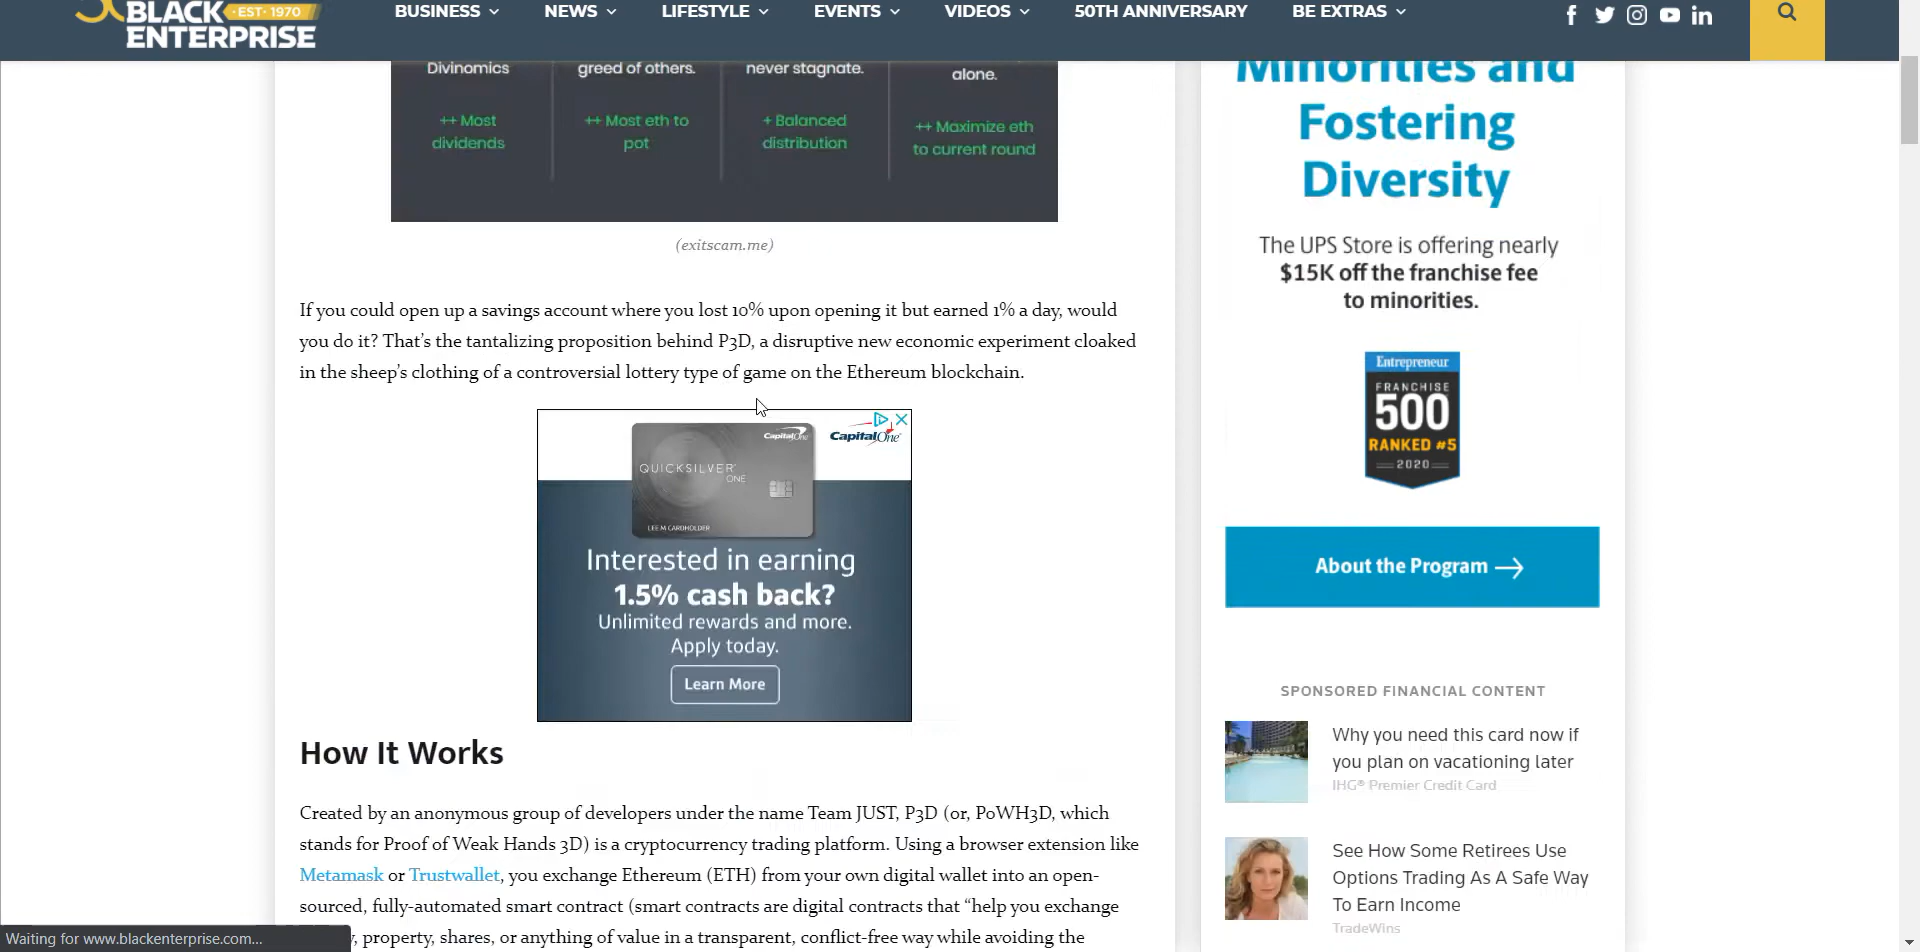 BLACK
EST· 1970
ENTERPRISE
BUSINESS
NEWS
LIFESTYLE
EVENTS
VIDEOS
50TH ANNIVERSARY
BE EXTRAS
Divinomics
greed of others.
never stagnate.
alone.
++ Most
dividends
++ Most eth to
pot
+ Balanced
distribution
++ Maximize eth
to current round
(exitscam.me)
If you could open up a savings account where you lost 10% upon opening it but earned 1% a day, would
you do it? That's the tantalizing proposition behind P3D, a disruptive new economic experiment cloaked
in the sheep's clothing of a controversial lottery type of game on the Ethereum blockchain.
Capital One
Capital One
QUICKSILVER
ONE
LEE M CARDHOLDER
Interested in earning
1.5% cash back?
Unlimited rewards and more.
Apply today.
Learn More
How It Works
Created by an anonymous group of developers under the name Team JUST, P3D (or, PoWH3D, which
stands for Proof of Weak Hands 3D) is a cryptocurrency trading platform. Using a browser extension like
Metamask or Trustwallet, you exchange Ethereum (ETH) from your own digital wallet into an open-
sourced, fully-automated smart contract (smart contracts are digital contracts that “help you exchange
, property, shares, or anything of value in a transparent, conflict-free way while avoiding the
Waiting for www.blackenterprise.com...
Minorities and
Fostering
Diversity
The UPS Store is offering nearly
$15K off the franchise fee
to minorities.
Entrepreneur
FRANCHISE
500
RANKED #5
2020
About the Program
SPONSORED FINANCIAL CONTENT
Why you need this card now if
you plan on vacationing later
IHG® Premier Credit Card
See How Some Retirees Use
Options Trading As A Safe Way
To Earn Income
TradeWins